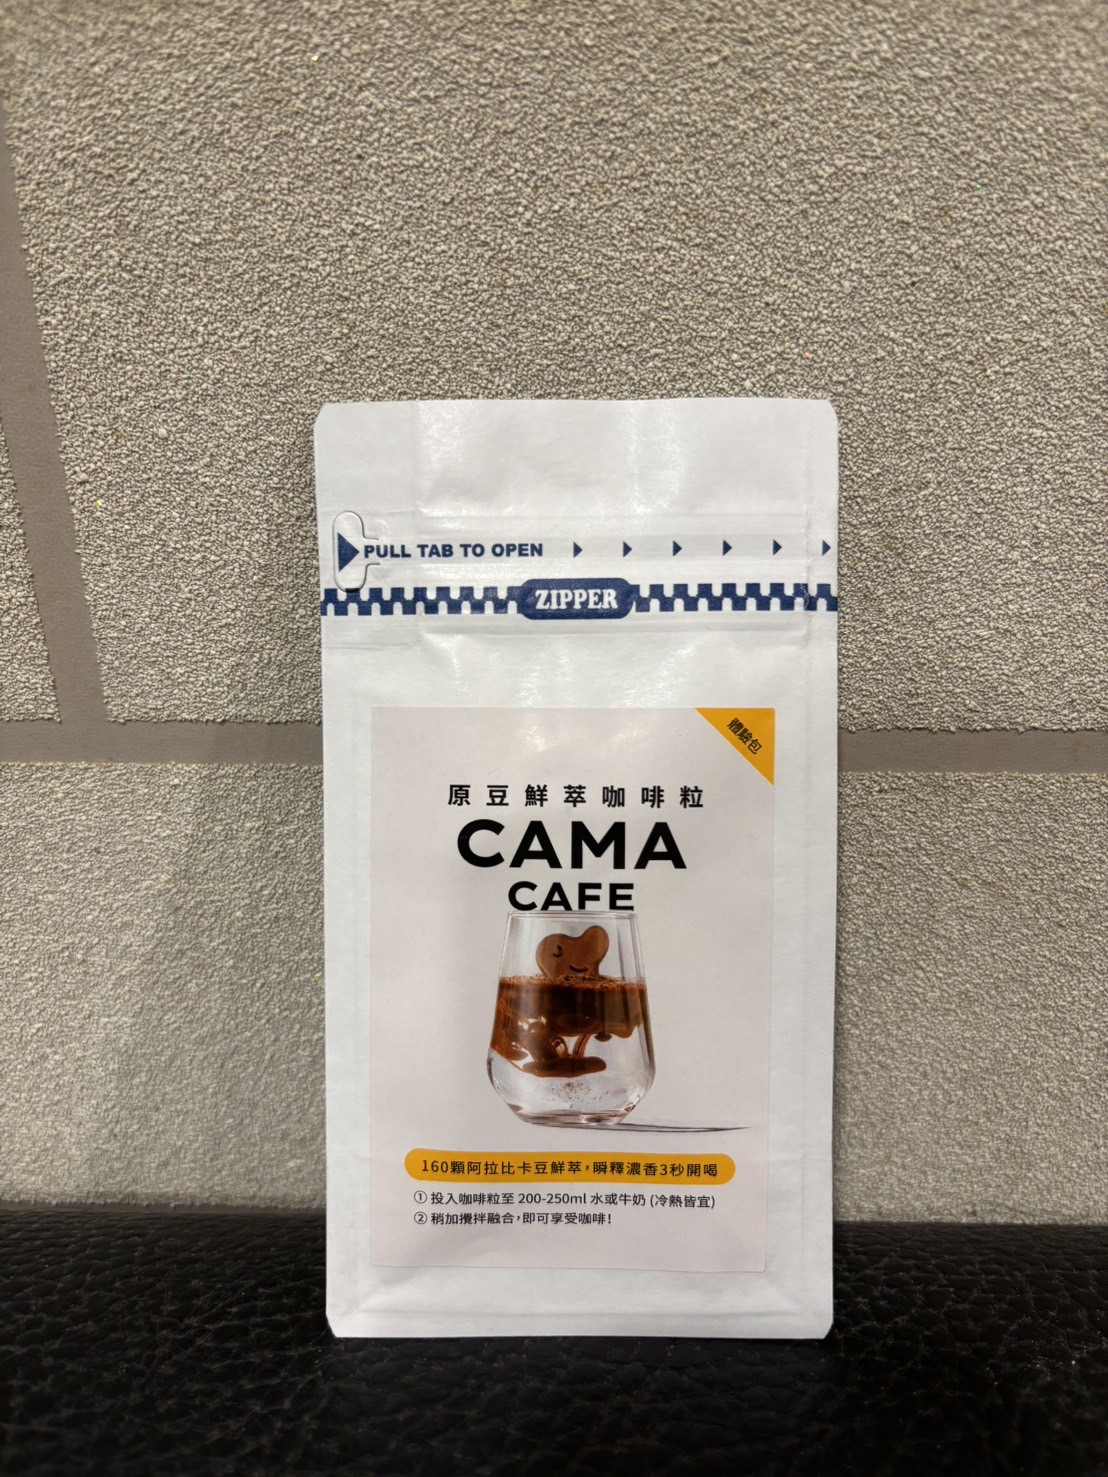 PULL TAB TO OPEN
ZIPPER
體驗包
原豆鮮萃咖啡粒
CAMA
CAFE
160顆阿拉比卡豆鮮萃,瞬釋濃香3秒開喝
① 投入咖啡粒至 200-250ml 水或牛奶 (冷熱皆宜)
② 稍加攪拌融合,即可享受咖啡!